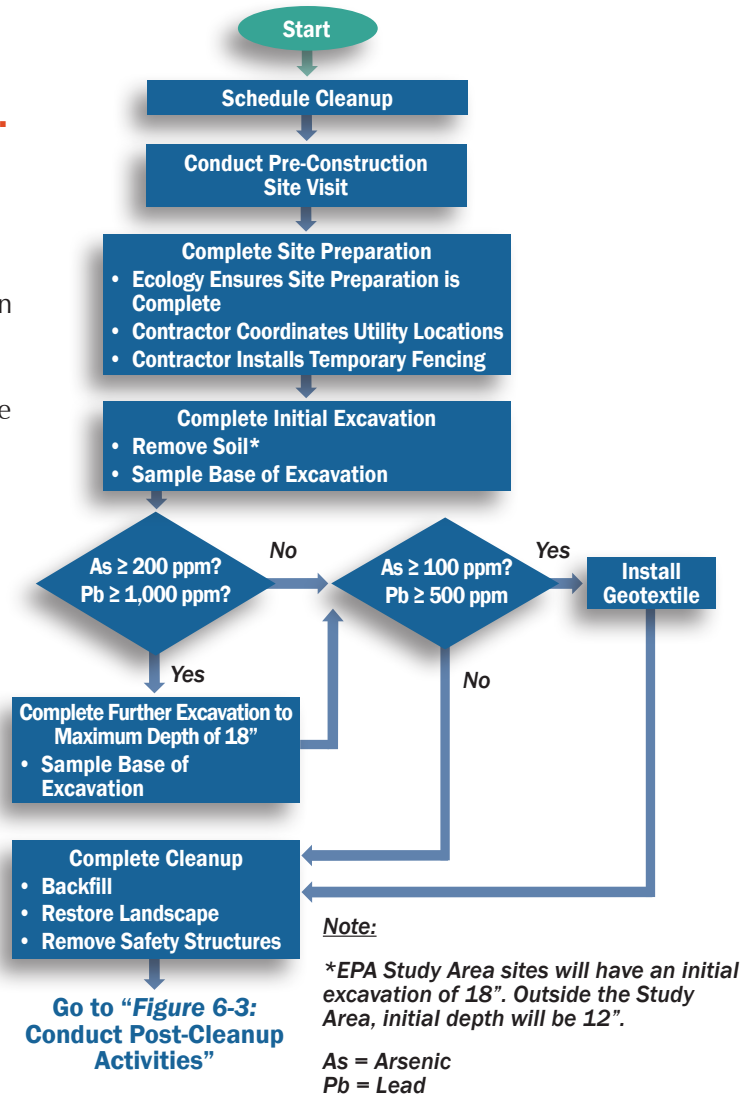 Start
Schedule Cleanup
Conduct Pre-Construction
Site Visit
Complete Site Preparation
• Ecology Ensures Site Preparation is
Complete
• Contractor Coordinates Utility Locations
• Contractor Installs Temporary Fencing
Complete Initial Excavation
• Remove Soil*
• Sample Base of Excavation
As ≥ 200 ppm?
Pb ≥ 1,000 ppm?
No
As ≥ 100 ppm?
Pb ≥ 500 ppm
Yes
Install
Geotextile
Yes
No
Complete Further Excavation to
Maximum Depth of 18”
• Sample Base of
Excavation
Complete Cleanup
• Backfill
• Restore Landscape
• Remove Safety Structures
Go to “Figure 6-3:
Conduct Post-Cleanup
Activities”
Note:
*EPA Study Area sites will have an initial
excavation of 18”. Outside the Study
Area, initial depth will be 12”.
As = Arsenic
Pb = Lead